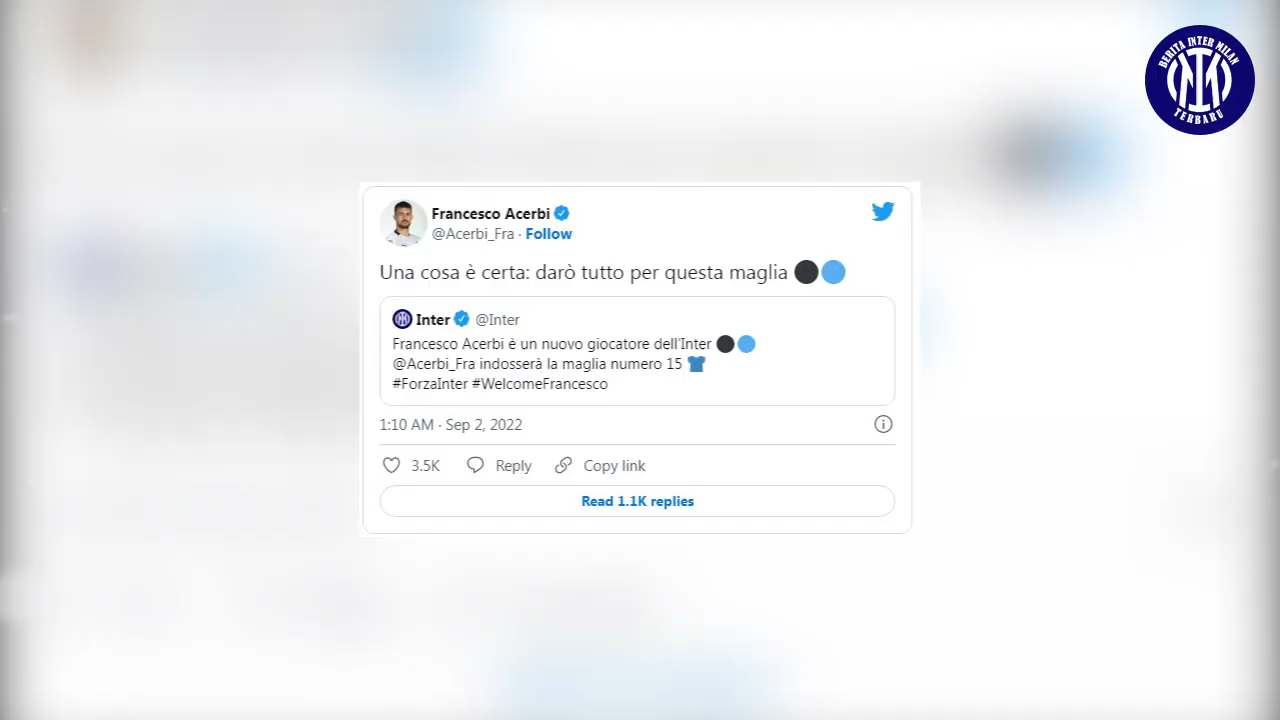 BERITA INTER MILAN
TERBARU
Francesco Acerbi
@Acerbi_Fra · Follow
Una cosa è certa: darò tutto per questa maglia ⚫🔵
Inter @Inter
Francesco Acerbi è un nuovo giocatore dell'Inter ⚫🔵
@Acerbi_Fra indosserà la maglia numero 15 👕
#ForzaInter #WelcomeFrancesco
1:10 AM · Sep 2, 2022
3.5K Reply Copy link
Read 1.1K replies